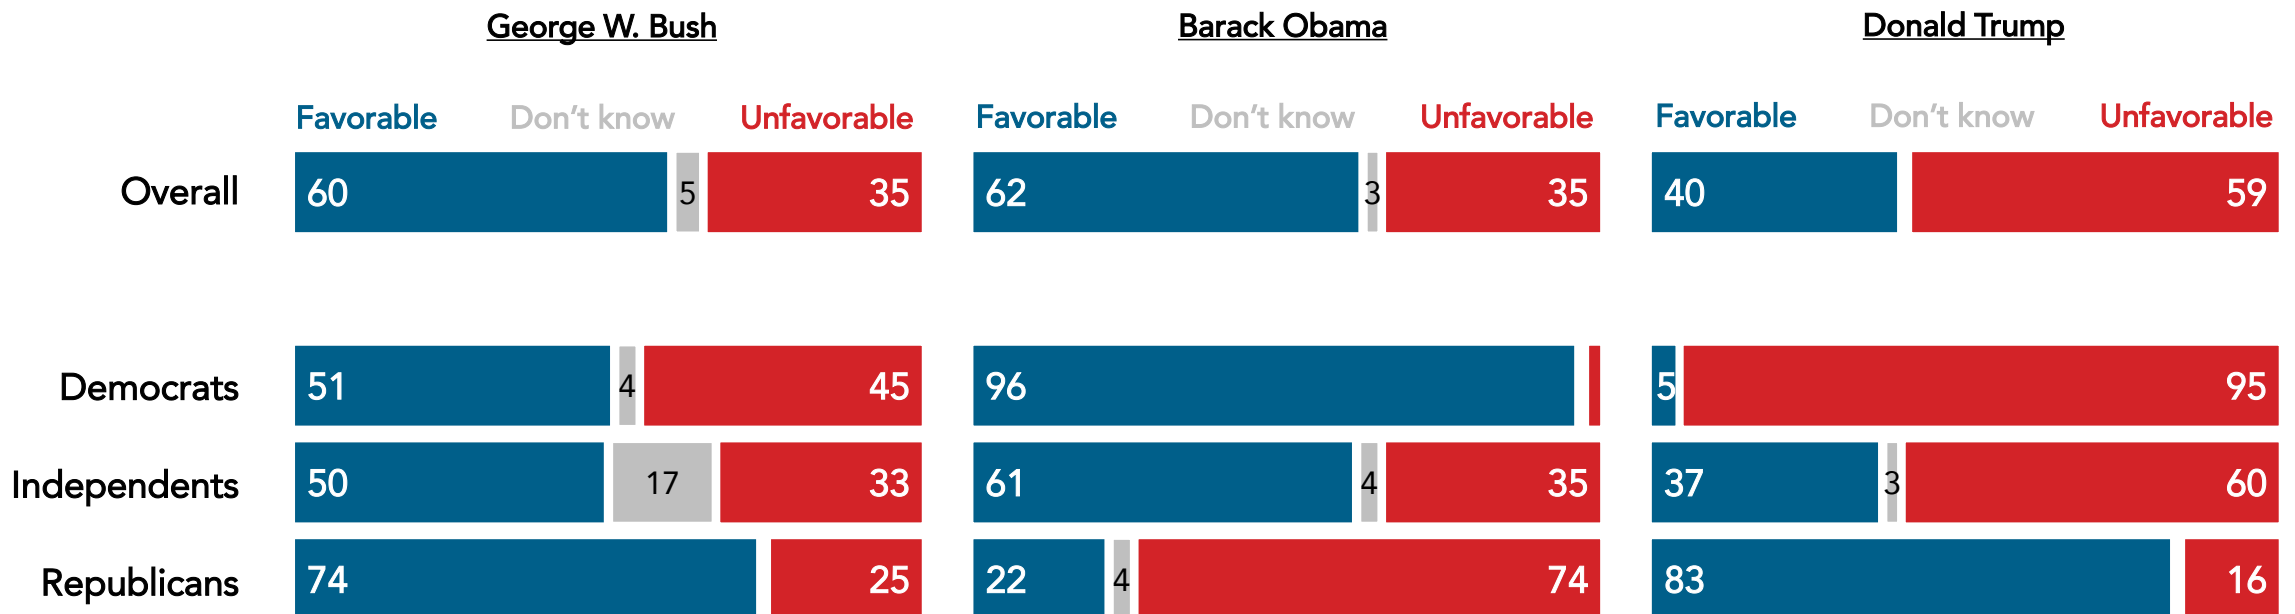 George W. Bush Barack Obama Donald Trump
Favorable Don't know Unfavorable Favorable Don't know Unfavorable Favorable Don't know Unfavorable
Overall 60 5 35 62 3 35 40 59
Democrats 51 4 45 96 5 95
Independents 50 17 33 61 4 35 37 3 60
Republicans 74 25 22 4 74 83 16